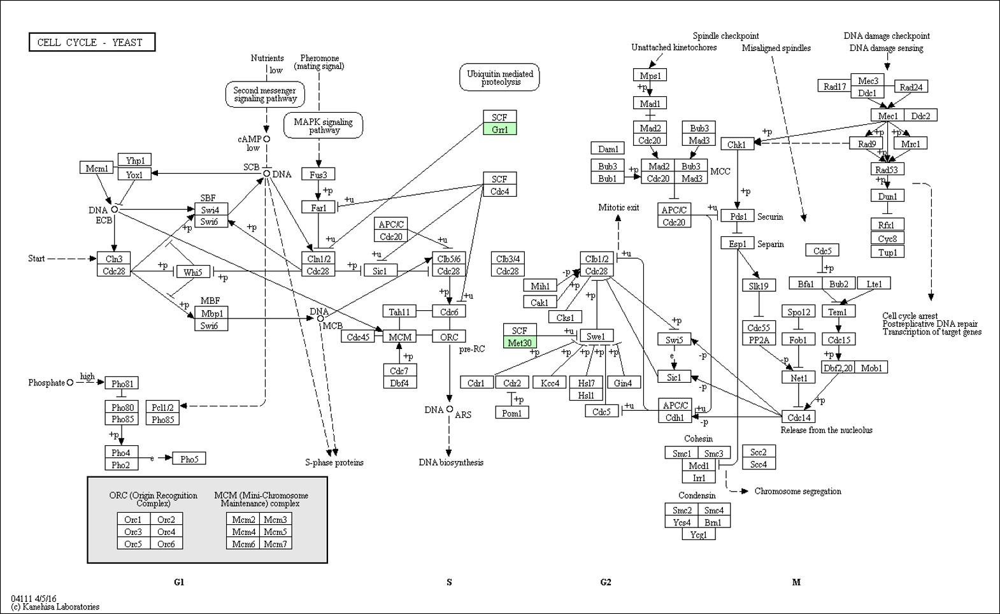 CELL CYCLE - YEAST
Nutrients
low
Second messenger
signaling pathway
cAMP
low
SCB
DNA
Pheromone
(mating signal)
MAPK signaling
pathway
Fus3
+p
Far1
+u
Ubiquitin mediated
proteolysis
SCF
Grr1
SCF
Cdc4
Mcm1
Yhp1
Yox1
DNA
ECB
SBF
Swi4
Swi6
+p
+p
Start
Cln3
Cdc28
+p
Whi5
+p
+p
MBF
Mbp1
Swi6
Cln1/2
Cdc28
+u
+p
Sic1
+u
APC/C
Cdc20
+u
Clb5/6
Cdc28
+p
+u
DNA
MCB
Tah11
Cdc6
Cdc45
MCM
ORC
pre-RC
+p
Cdc7
Dbf4
DNA
ARS
DNA biosynthesis
S-phase proteins
Phosphate
high
Pho81
Pho80
Pho85
Pcl1/2
Pho85
+p
Pho4
Pho2
e
Pho5
ORC (Origin Recognition
Complex)
Orc1
Orc2
Orc3
Orc4
Orc5
Orc6
MCM (Mini-Chromosome
Maintenance) complex
Mcm2
Mcm3
Mcm4
Mcm5
Mcm6
Mcm7
Clb3/4
Cdc28
Spindle checkpoint
Unattached kinetochores
Misaligned spindles
Mps1
+p
Mad1
Mad2
Cdc20
Bub3
Mad3
Dam1
Bub3
Bub1
+p
Mad2
Bub3
Cdc20
Mad3
MCC
Mitotic exit
APC/C
Cdc20
+u
Clb1/2
Cdc28
+u
Mih1
-p
Cak1
+p
Cks1
+p
SCF
Met30
+u
Swe1
+p
+p
+p
+p
Cdr1
Cdr2
Kcc4
Hsl7
Hsl1
Gin4
+p
Pom1
Cdc5
+u
APC/C
Cdh1
+u
-p
+p
Swi5
e
Sic1
-p
-p
DNA damage checkpoint
DNA damage sensing
Rad17
Mec3
Ddc1
Rad24
Mec1
Ddc2
+p
+p
+p
+p
Chk1
Rad9
Mrc1
Rad53
+p
Dun1
Rfx1
Cyc8
Tup1
+p
Pds1
Securin
Esp1
Separin
Slk19
Cdc55
PP2A
-p
Cdc5
+p
Bfa1
Bub2
Lte1
Spo12
Tem1
Fob1
Cdc15
+p
Dbf2,20
Mob1
Net1
+p
Cdc14
Release from the nucleolus
Cell cycle arrest
Postreplicative DNA repair
Transcription of target genes
Cohesin
Smc1
Smc3
Mcd1
Irr1
Scc2
Scc4
Chromosome segregation
Condensin
Smc2
Smc4
Ycs4
Brn1
Ycg1
G1
S
G2
M
04111 4/5/16
(c) Kanehisa Laboratories